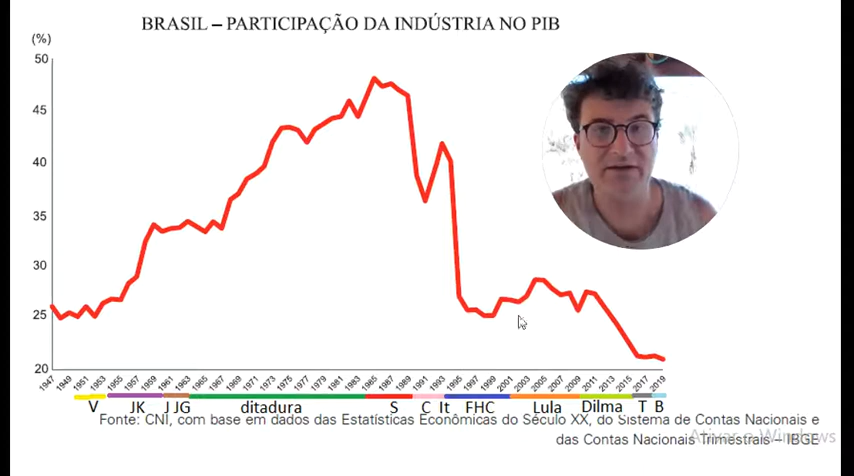 BRASIL – PARTICIPAÇÃO DA INDÚSTRIA NO PIB
(%)
50
45
40
35
30
25
20
1947 1949 1951 1953 1955 1957 1959 1961 1963 1965 1967 1969 1971 1973 1975 1977 1979 1981 1983 1985 1987 1989 1991 1993 1995 1997 1999 2001 2003 2005 2007 2009 2011 2013 2015 2017 2019
V JK J JG ditadura S C It FHC Lula Dilma T B
Fonte: CNI, com base em dados das Estatísticas Econômicas do Século XX, do Sistema de Contas Nacionais e
das Contas Nacionais Trimestrais – IBGE
Ativar o Windows